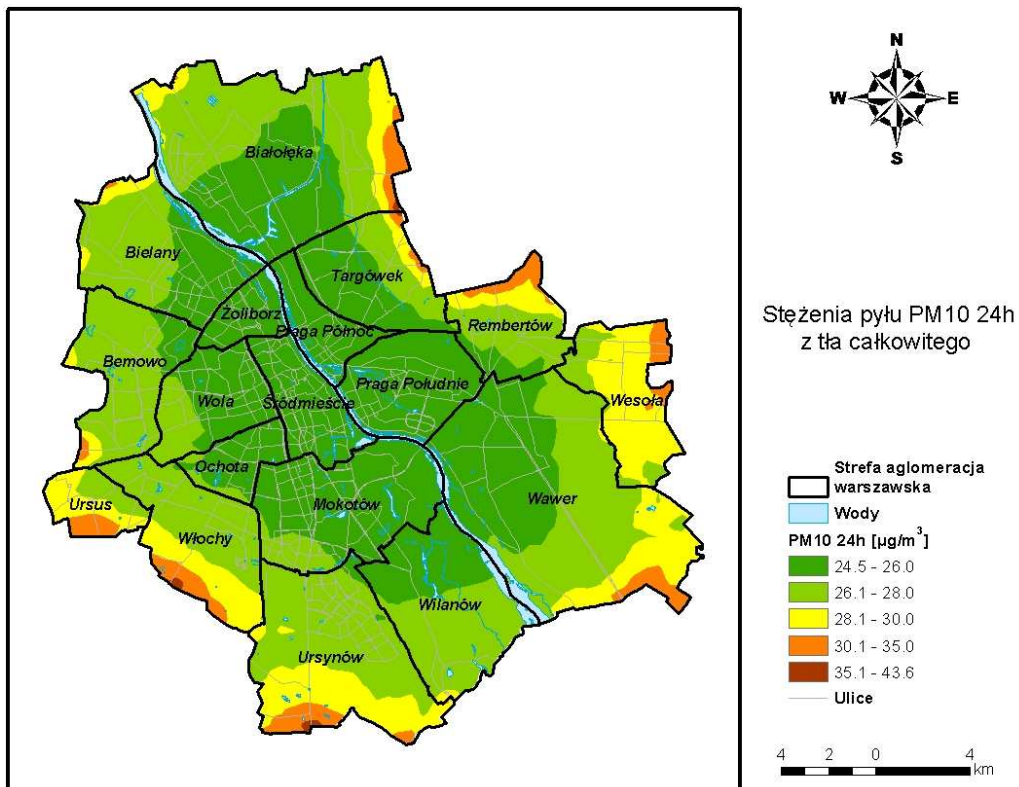 N
W E
S
Białołęka
Bielany
Targówek
Żoliborz
Praga Północ
Rembertów
Bemowo
Praga Południe
Wola
Śródmieście
Wesoła
Ochota
Ursus
Mokotów
Wawer
Włochy
Wilanów
Ursynów
Stężenia pyłu PM10 24h
z tła całkowitego
Strefa aglomeracja
warszawska
Wody
PM10 24h [µg/m³]
24.5 - 26.0
26.1 - 28.0
28.1 - 30.0
30.1 - 35.0
35.1 - 43.6
Ulice
4 2 0 4
km